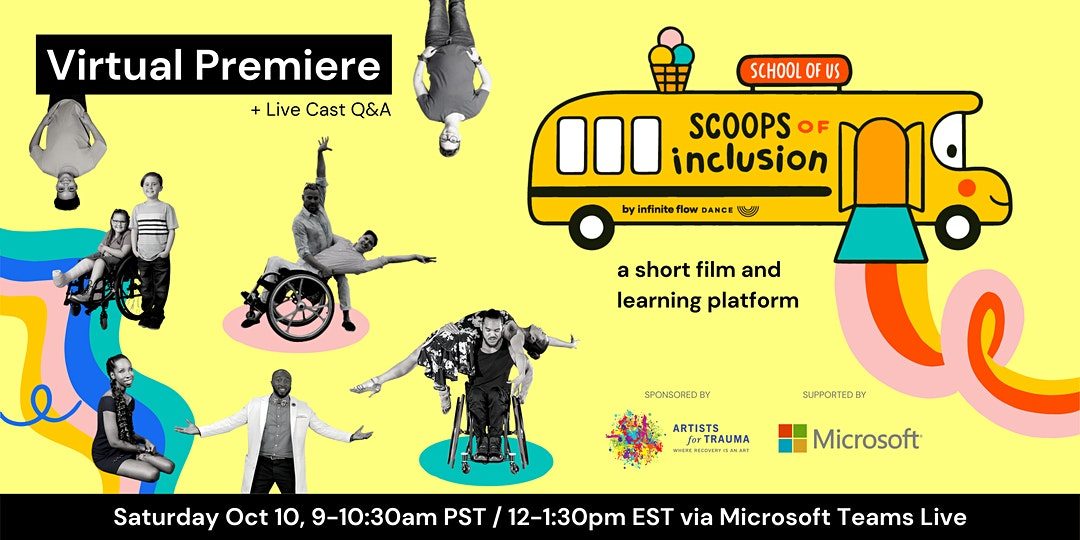 Virtual Premiere
+ Live Cast Q&A
SCHOOL OF US
SCOOPS OF
inclusion
by infinite flow DANCE
a short film and
learning platform
SPONSORED BY
ARTISTS
for TRAUMA
WHERE RECOVERY IS AN ART
SUPPORTED BY
Microsoft
Saturday Oct 10, 9-10:30am PST / 12-1:30pm EST via Microsoft Teams Live